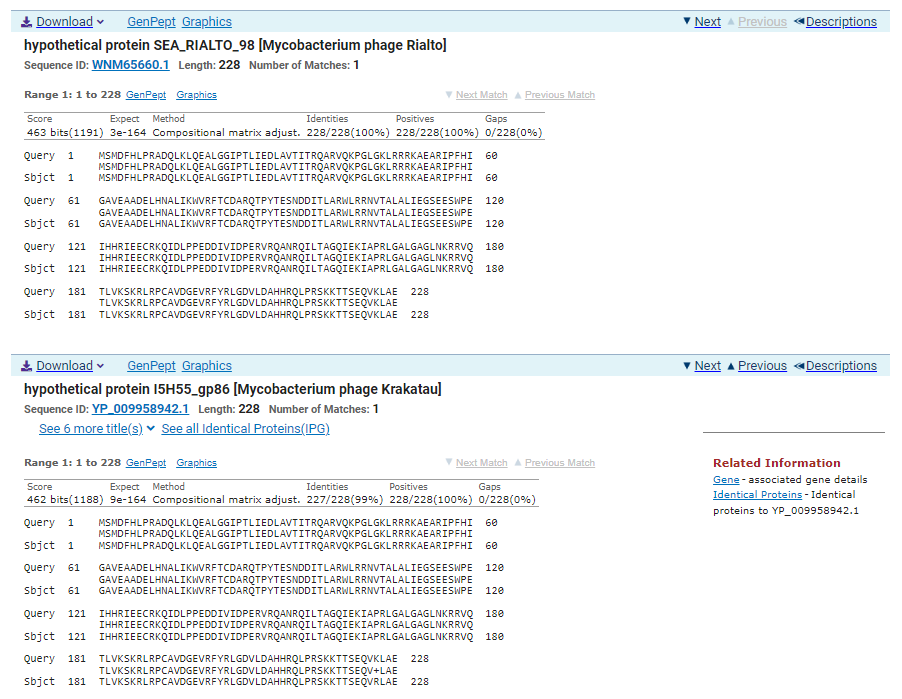 Download GenPept Graphics Next Previous Descriptions
hypothetical protein SEA_RIALTO_98 [Mycobacterium phage Rialto]
Sequence ID: WNM65660.1 Length: 228 Number of Matches: 1
Range 1: 1 to 228 GenPept Graphics Next Match Previous Match
Score Expect Method Identities Positives Gaps
463 bits(1191) 3e-164 Compositional matrix adjust. 228/228(100%) 228/228(100%) 0/228(0%)
Query 1 MSMDFHLPRADQLKLQEALGGIPTLIEDLAVTITRQARVQKPGLGKLRRRKAEARIPFHI 60
MSMDFHLPRADQLKLQEALGGIPTLIEDLAVTITRQARVQKPGLGKLRRRKAEARIPFHI
Sbjct 1 MSMDFHLPRADQLKLQEALGGIPTLIEDLAVTITRQARVQKPGLGKLRRRKAEARIPFHI 60
Query 61 GAVEAADELHNALIKWVRFTCDARQTPYTESNDDITLARWLRRNVTALALIEGSEESWPE 120
GAVEAADELHNALIKWVRFTCDARQTPYTESNDDITLARWLRRNVTALALIEGSEESWPE
Sbjct 61 GAVEAADELHNALIKWVRFTCDARQTPYTESNDDITLARWLRRNVTALALIEGSEESWPE 120
Query 121 IHHRIEECRKQIDLPPEDDIVIDPERVRQANRQILTAGQIEKIAPRLGALGAGLNKRRVQ 180
IHHRIEECRKQIDLPPEDDIVIDPERVRQANRQILTAGQIEKIAPRLGALGAGLNKRRVQ
Sbjct 121 IHHRIEECRKQIDLPPEDDIVIDPERVRQANRQILTAGQIEKIAPRLGALGAGLNKRRVQ 180
Query 181 TLVKSKRLRPCAVDGEVRFYRLGDVLDAHHRQLPRSKKTTSEQVKLAE 228
TLVKSKRLRPCAVDGEVRFYRLGDVLDAHHRQLPRSKKTTSEQVKLAE
Sbjct 181 TLVKSKRLRPCAVDGEVRFYRLGDVLDAHHRQLPRSKKTTSEQVKLAE 228
Download GenPept Graphics Next Previous Descriptions
hypothetical protein I5H55_gp86 [Mycobacterium phage Krakatau]
Sequence ID: YP_009958942.1 Length: 228 Number of Matches: 1
See 6 more title(s) See all Identical Proteins(IPG)
Range 1: 1 to 228 GenPept Graphics Next Match Previous Match
Score Expect Method Identities Positives Gaps
462 bits(1188) 9e-164 Compositional matrix adjust. 227/228(99%) 228/228(100%) 0/228(0%)
Query 1 MSMDFHLPRADQLKLQEALGGIPTLIEDLAVTITRQARVQKPGLGKLRRRKAEARIPFHI 60
MSMDFHLPRADQLKLQEALGGIPTLIEDLAVTITRQARVQKPGLGKLRRRKAEARIPFHI
Sbjct 1 MSMDFHLPRADQLKLQEALGGIPTLIEDLAVTITRQARVQKPGLGKLRRRKAEARIPFHI 60
Query 61 GAVEAADELHNALIKWVRFTCDARQTPYTESNDDITLARWLRRNVTALALIEGSEESWPE 120
GAVEAADELHNALIKWVRFTCDARQTPYTESNDDITLARWLRRNVTALALIEGSEESWPE
Sbjct 61 GAVEAADELHNALIKWVRFTCDARQTPYTESNDDITLARWLRRNVTALALIEGSEESWPE 120
Query 121 IHHRIEECRKQIDLPPEDDIVIDPERVRQANRQILTAGQIEKIAPRLGALGAGLNKRRVQ 180
IHHRIEECRKQIDLPPEDDIVIDPERVRQANRQILTAGQIEKIAPRLGALGAGLNKRRVQ
Sbjct 121 IHHRIEECRKQIDLPPEDDIVIDPERVRQANRQILTAGQIEKIAPRLGALGAGLNKRRVQ 180
Query 181 TLVKSKRLRPCAVDGEVRFYRLGDVLDAHHRQLPRSKKTTSEQVKLAE 228
TLVKSKRLRPCAVDGEVRFYRLGDVLDAHHRQLPRSKKTTSEQV+LAE
Sbjct 181 TLVKSKRLRPCAVDGEVRFYRLGDVLDAHHRQLPRSKKTTSEQVRLAE 228
Related Information
Gene - associated gene details
Identical Proteins - Identical
proteins to YP_009958942.1